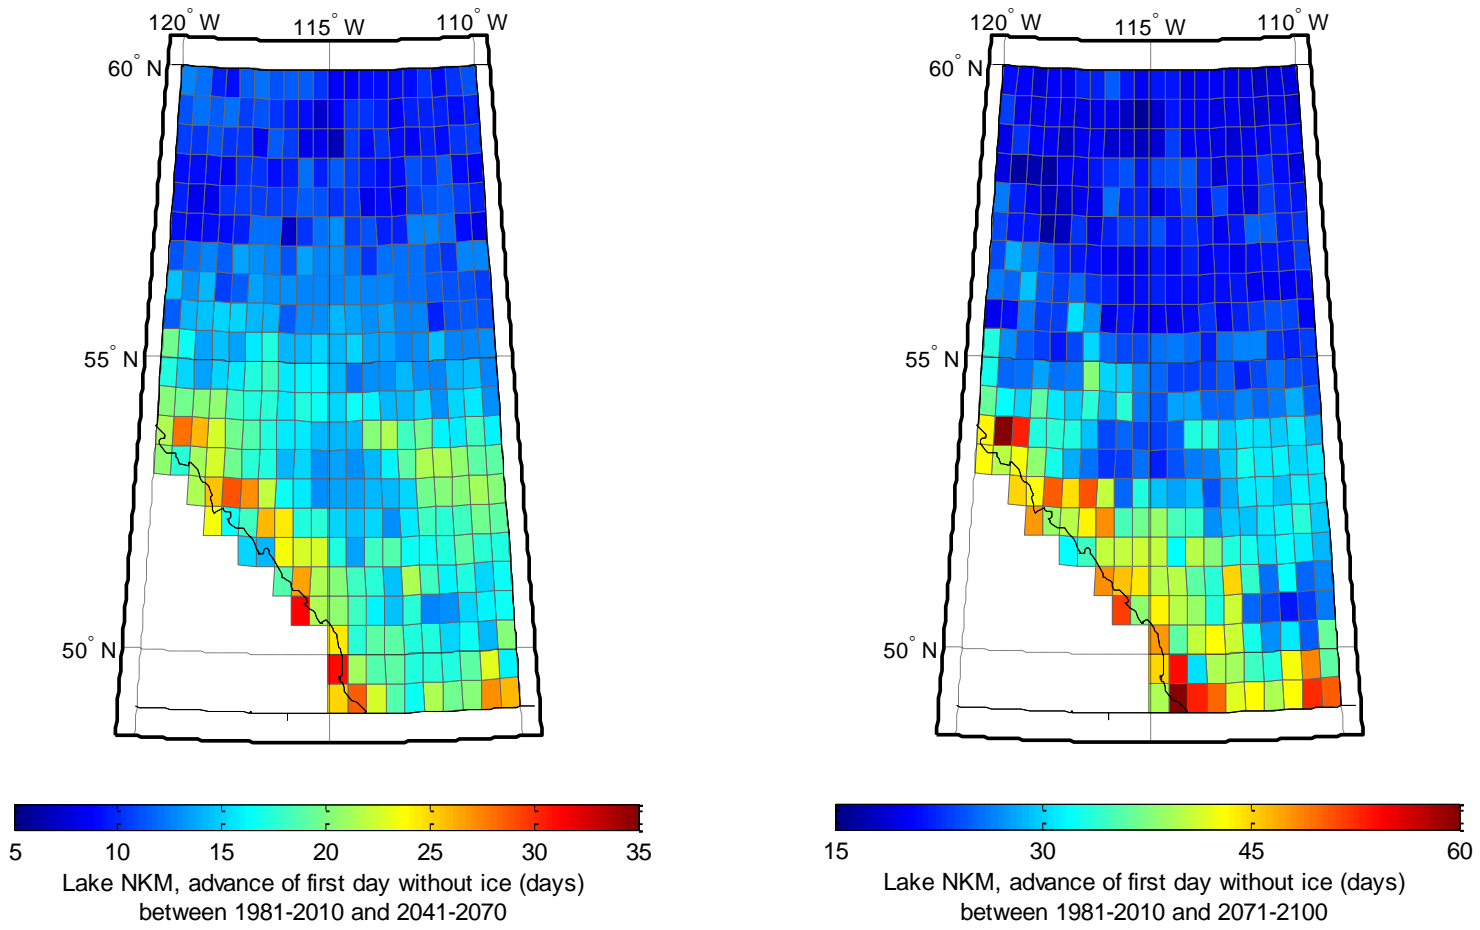 120° W 115° W 110° W
60° N
55° N
50° N
5 10 15 20 25 30 35
Lake NKM, advance of first day without ice (days)
between 1981-2010 and 2041-2070
120° W 115° W 110° W
60° N
55° N
50° N
15 30 45 60
Lake NKM, advance of first day without ice (days)
between 1981-2010 and 2071-2100